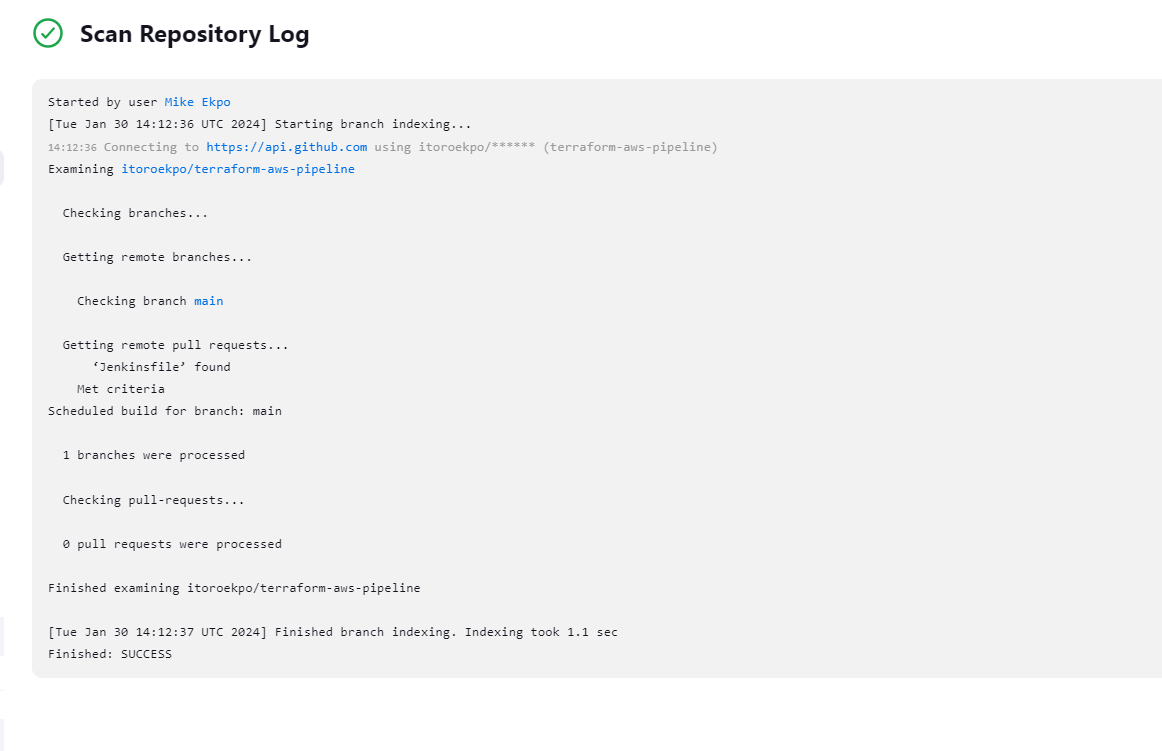 Scan Repository Log
Started by user Mike Ekpo
[Tue Jan 30 14:12:36 UTC 2024] Starting branch indexing...
14:12:36 Connecting to https://api.github.com using itoroekpo/****** (terraform-aws-pipeline)
Examining itoroekpo/terraform-aws-pipeline
Checking branches...
Getting remote branches...
Checking branch main
Getting remote pull requests...
‘Jenkinsfile’ found
Met criteria
Scheduled build for branch: main
1 branches were processed
Checking pull-requests...
0 pull requests were processed
Finished examining itoroekpo/terraform-aws-pipeline
[Tue Jan 30 14:12:37 UTC 2024] Finished branch indexing. Indexing took 1.1 sec
Finished: SUCCESS